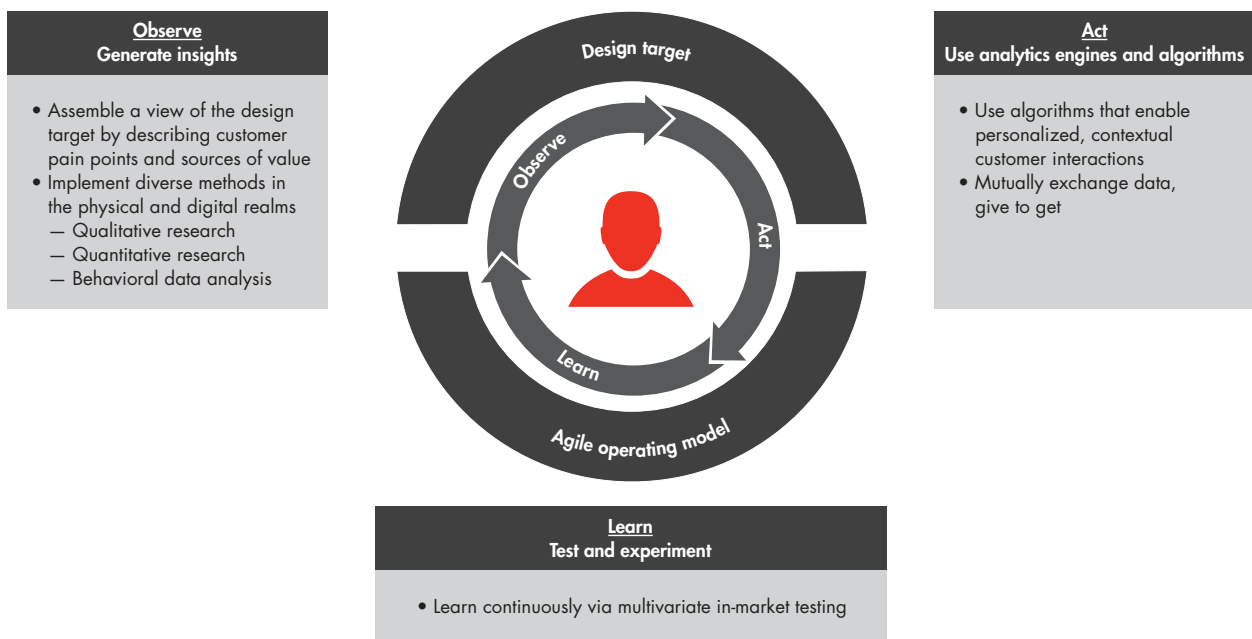 Observe
Generate insights
• Assemble a view of the design
target by describing customer
pain points and sources of value
• Implement diverse methods in
the physical and digital realms
— Qualitative research
— Quantitative research
— Behavioral data analysis
Design target
Observe
Act
Learn
Agile operating model
Act
Use analytics engines and algorithms
• Use algorithms that enable
personalized, contextual
customer interactions
• Mutually exchange data,
give to get
Learn
Test and experiment
• Learn continuously via multivariate in-market testing